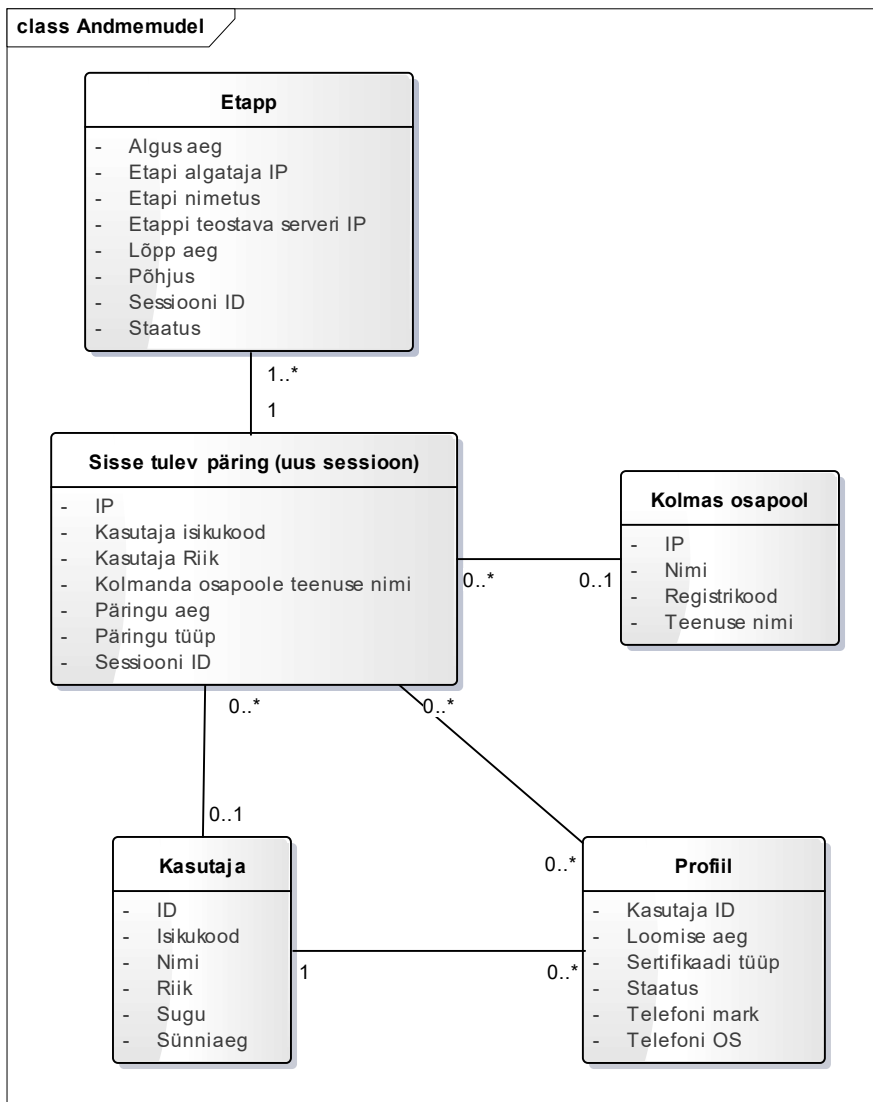 class Andmemudel
Etapp
- Algus aeg
- Etapi algataja IP
- Etapi nimetus
- Etappi teostava serveri IP
- Lõpp aeg
- Põhjus
- Sessiooni ID
- Staatus
1..*
1
Sisse tulev päring (uus sessioon)
- IP
- Kasutaja isikukood
- Kasutaja Riik
- Kolmanda osapoole teenuse nimi
- Päringu aeg
- Päringu tüüp
- Sessiooni ID
0..*
0..1
Kolmas osapool
- IP
- Nimi
- Registrikood
- Teenuse nimi
0..*
0..*
0..1
0..*
Kasutaja
- ID
- Isikukood
- Nimi
- Riik
- Sugu
- Sünniaeg
1
0..*
Profiil
- Kasutaja ID
- Loomise aeg
- Sertifikaadi tüüp
- Staatus
- Telefoni mark
- Telefoni OS